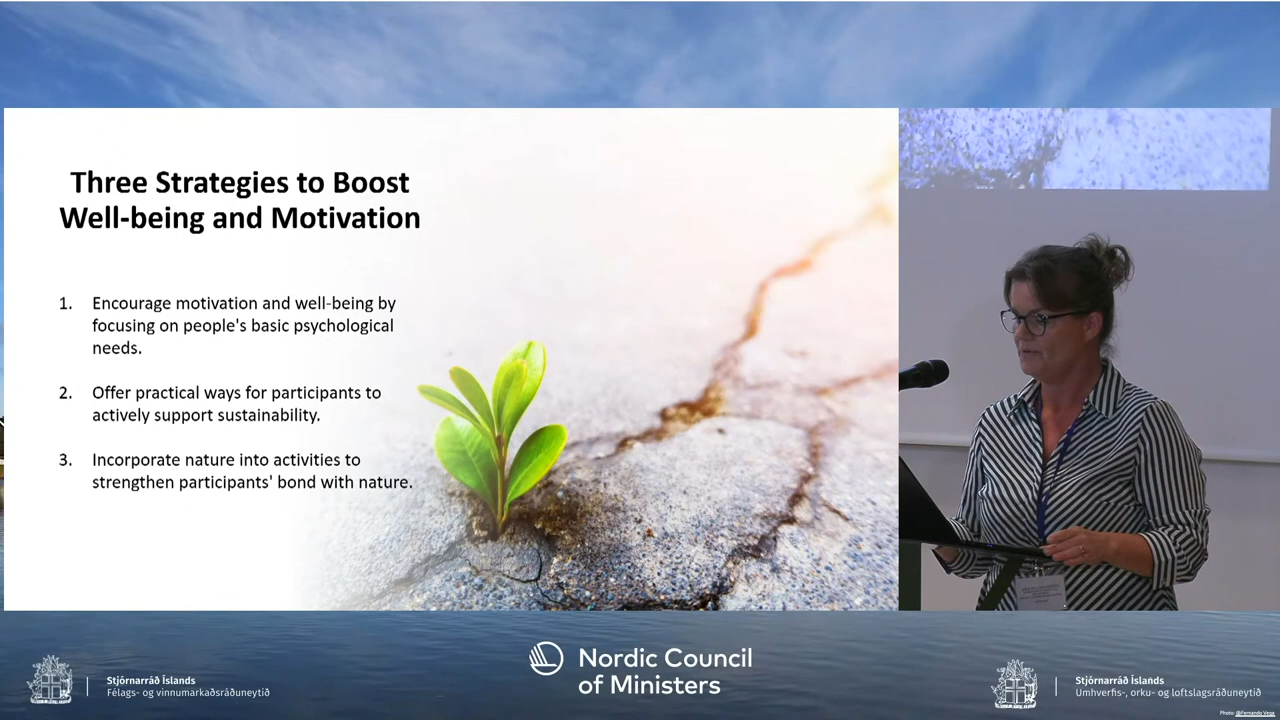 Three Strategies to Boost
Well-being and Motivation
1. Encourage motivation and well-being by
focusing on people's basic psychological
needs.
2. Offer practical ways for participants to
actively support sustainability.
3. Incorporate nature into activities to
strengthen participants' bond with nature.
Stjórnarráð Íslands
Félags- og vinnumarkaðsráðuneytið
Nordic Council
of Ministers
Stjórnarráð Íslands
Umhverfis-, orku- og loftslagsráðuneytið
Photo: @Fernando Vega